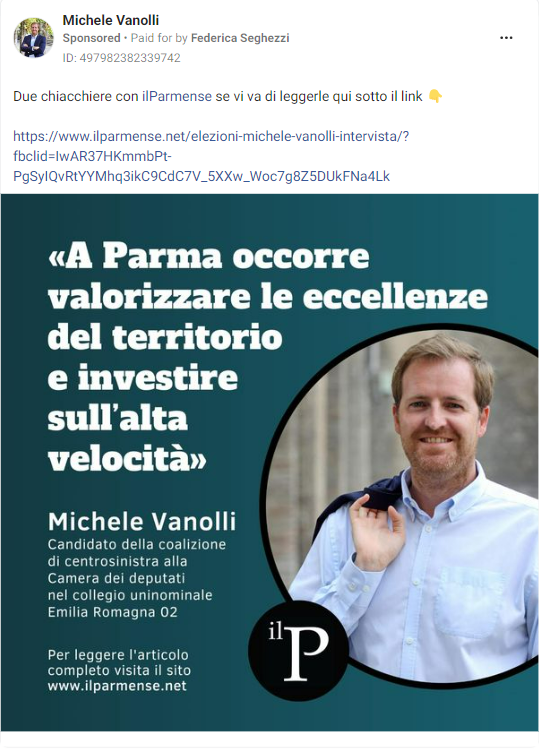 Michele Vanolli
Sponsored • Paid for by Federica Seghezzi
ID: 497982382339742
Due chiacchiere con ilParmense se vi va di leggerle qui sotto il link 👇
https://www.ilparmense.net/elezioni-michele-vanolli-intervista/?
fbclid=IwAR37HKmmbPt-
PgSyIQvRtYYMhq3ikC9CdC7V_5XXw_Woc7g8Z5DUkFNa4Lk
«A Parma occorre
valorizzare le eccellenze
del territorio
e investire
sull'alta
velocità»
Michele Vanolli
Candidato della coalizione
di centrosinistra alla
Camera dei deputati
nel collegio uninominale
Emilia Romagna 02
il P
Per leggere l'articolo
completo visita il sito
www.ilparmense.net